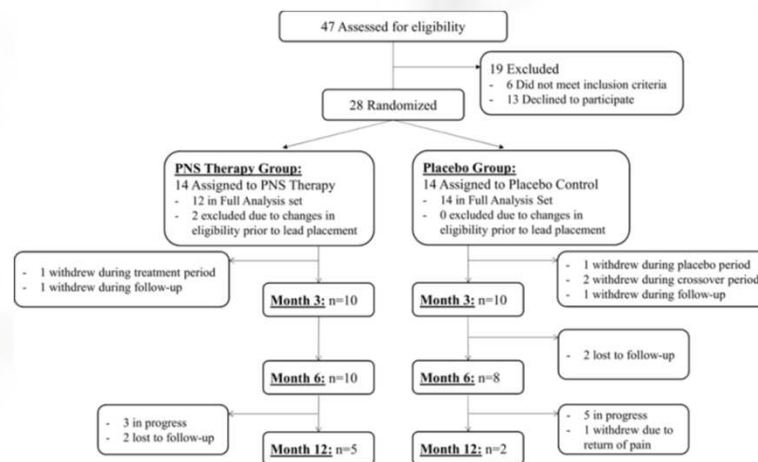 47 Assessed for eligibility
19 Excluded
- 6 Did not meet inclusion criteria
- 13 Declined to participate
28 Randomized
PNS Therapy Group:
14 Assigned to PNS Therapy
- 12 in Full Analysis set
- 2 excluded due to changes in
eligibility prior to lead placement
Placebo Group:
14 Assigned to Placebo Control
- 14 in Full Analysis Set
- 0 excluded due to changes in
eligibility prior to lead placement
- 1 withdrew during treatment period
- 1 withdrew during follow-up
- 1 withdrew during placebo period
- 2 withdrew during crossover period
- 1 withdrew during follow-up
Month 3: n=10
Month 3: n=10
- 2 lost to follow-up
Month 6: n=10
Month 6: n=8
- 3 in progress
- 2 lost to follow-up
- 5 in progress
- 1 withdrew due to
return of pain
Month 12: n=5
Month 12: n=2